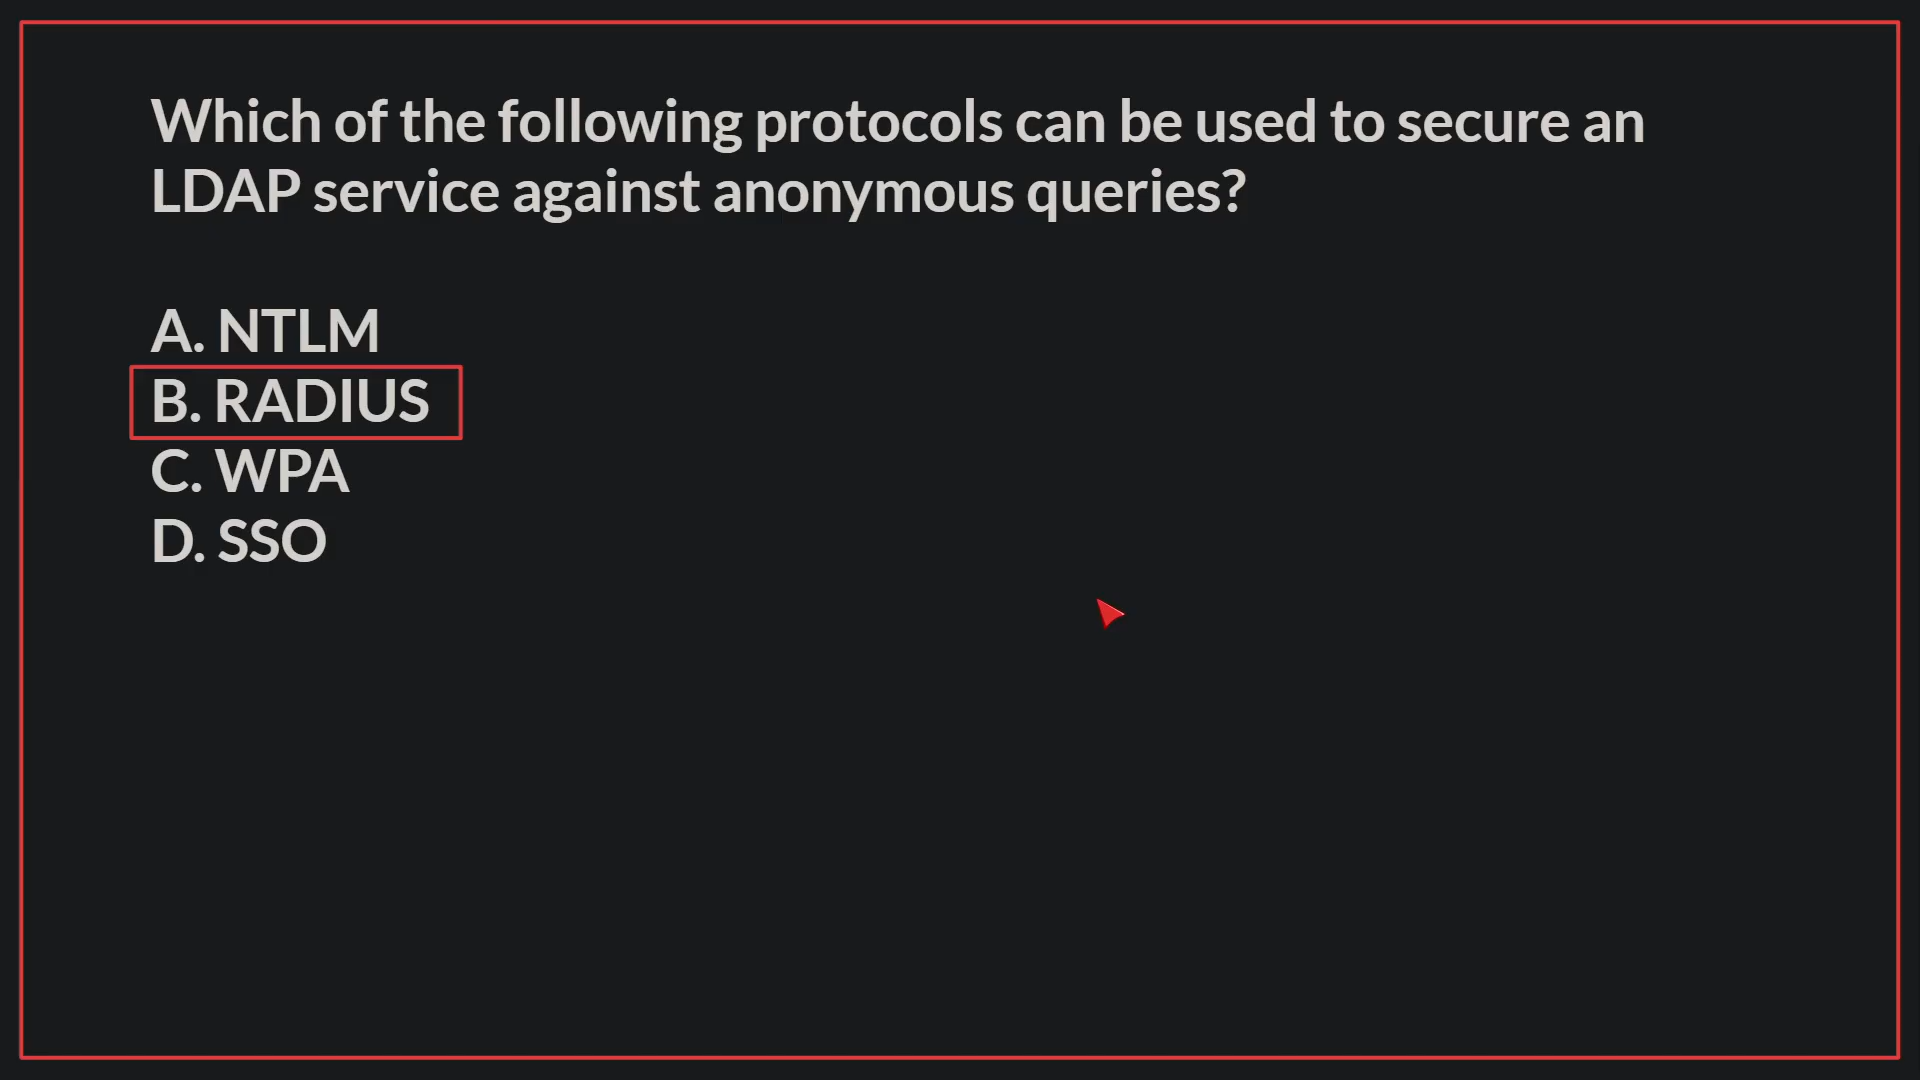 Which of the following protocols can be used to secure an
LDAP service against anonymous queries?
A. NTLM
B. RADIUS
C. WPA
D. SSO